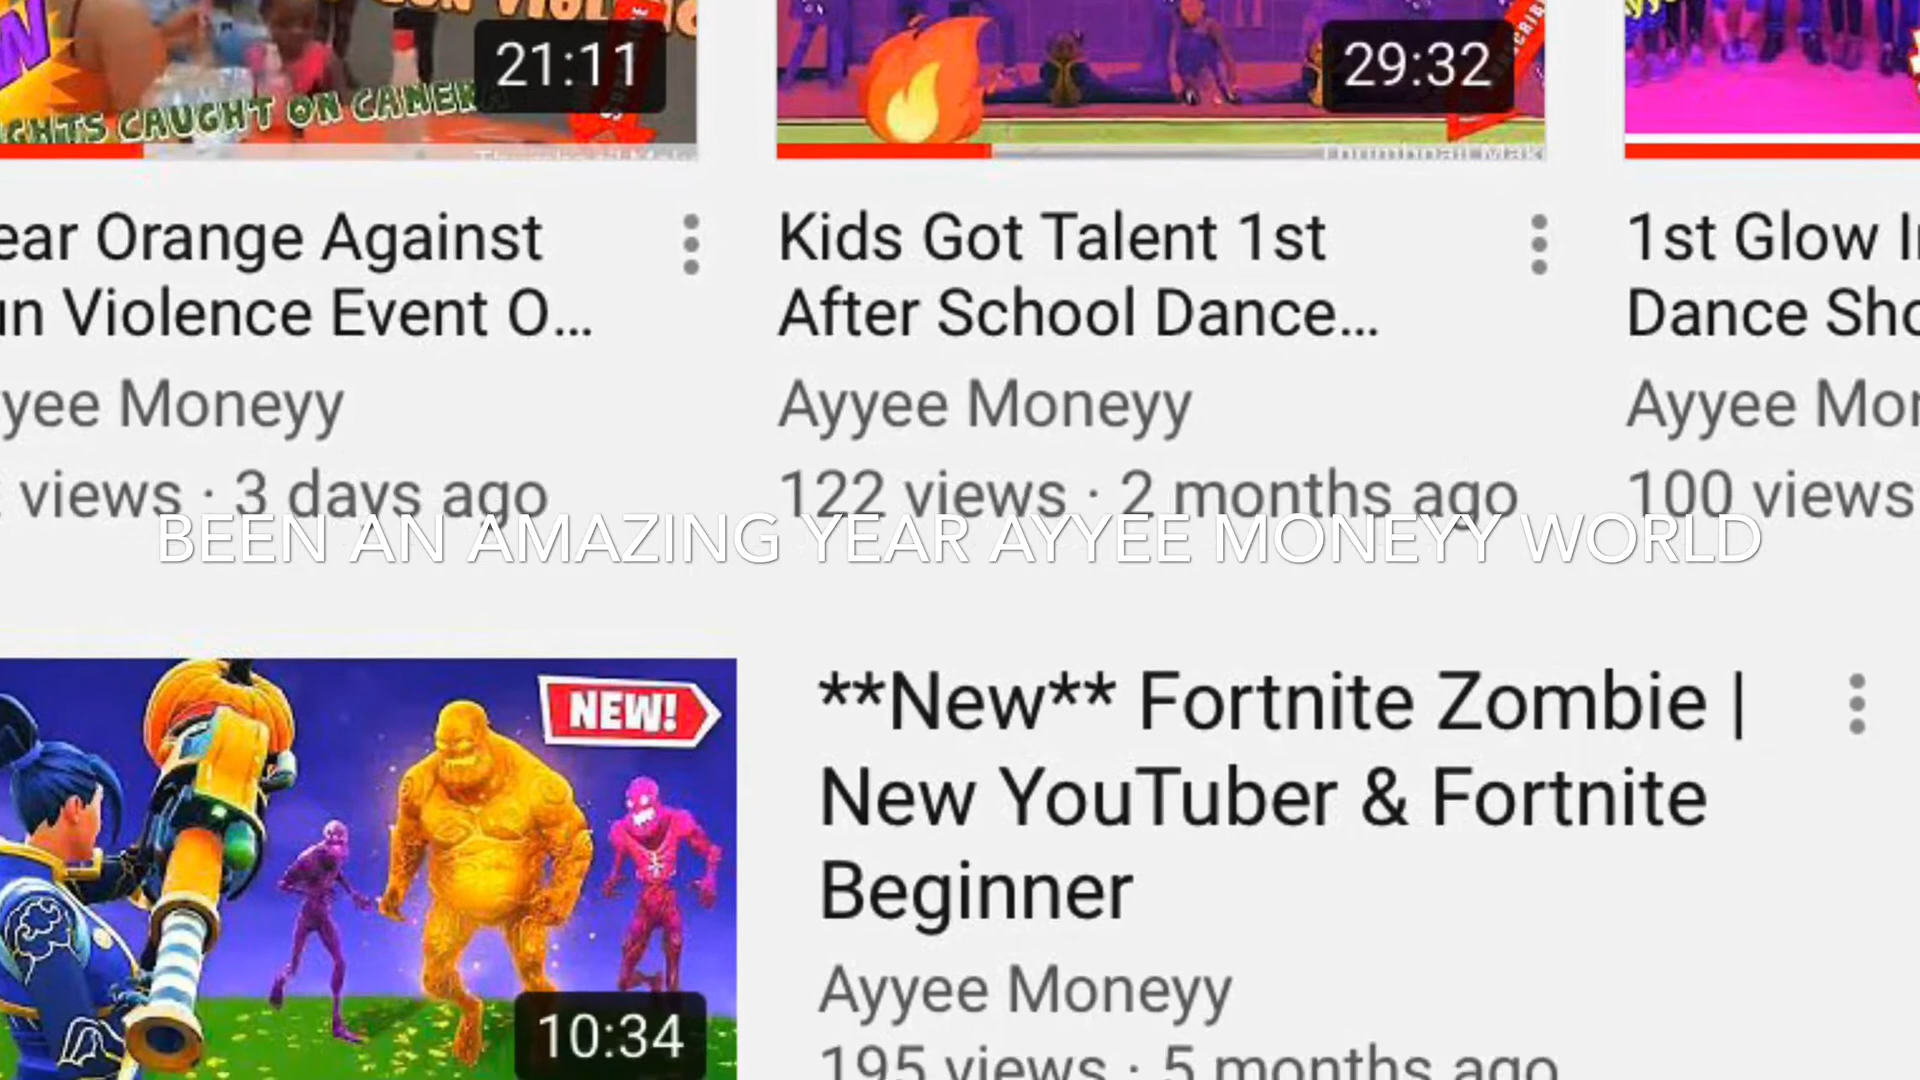 21:11
GHTS CAUGHT ON CAMER
29:32
ear Orange Against
un Violence Event O...
yee Moneyy
views · 3 days ago
Kids Got Talent 1st
After School Dance...
Ayyee Moneyy
122 views · 2 months ago
1st Glow
Dance Sho
Ayyee Mo
100 views
BEEN AN AMAZING YEAR AYYEE MONEYY WORLD
NEW!
10:34
**New** Fortnite Zombie |
New YouTuber & Fortnite
Beginner
Ayyee Moneyy
195 views · 5 months ago